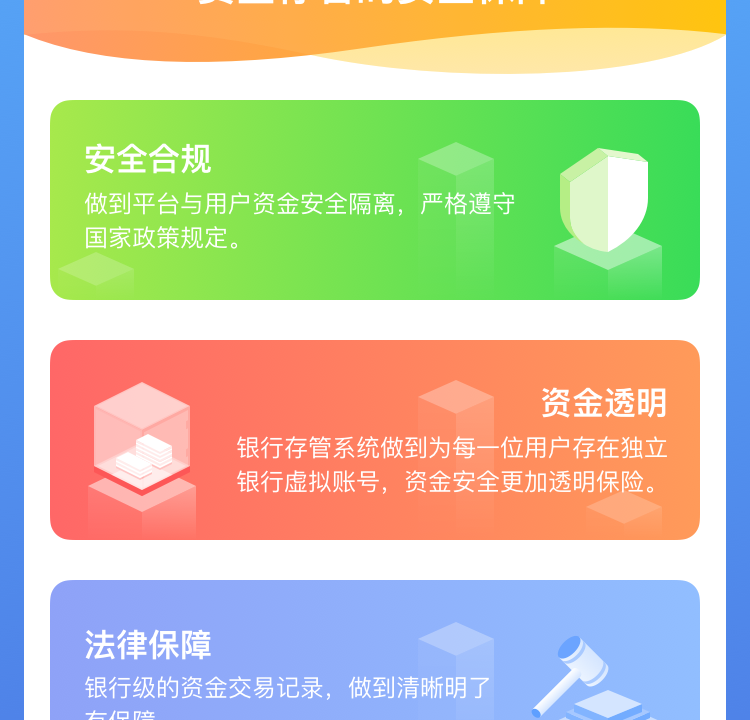 安全合规
做到平台与用户资金安全隔离，严格遵守
国家政策规定。
资金透明
银行存管系统做到为每一位用户存在独立
银行虚拟账号，资金安全更加透明保险。
法律保障
银行级的资金交易记录，做到清晰明了
有保障